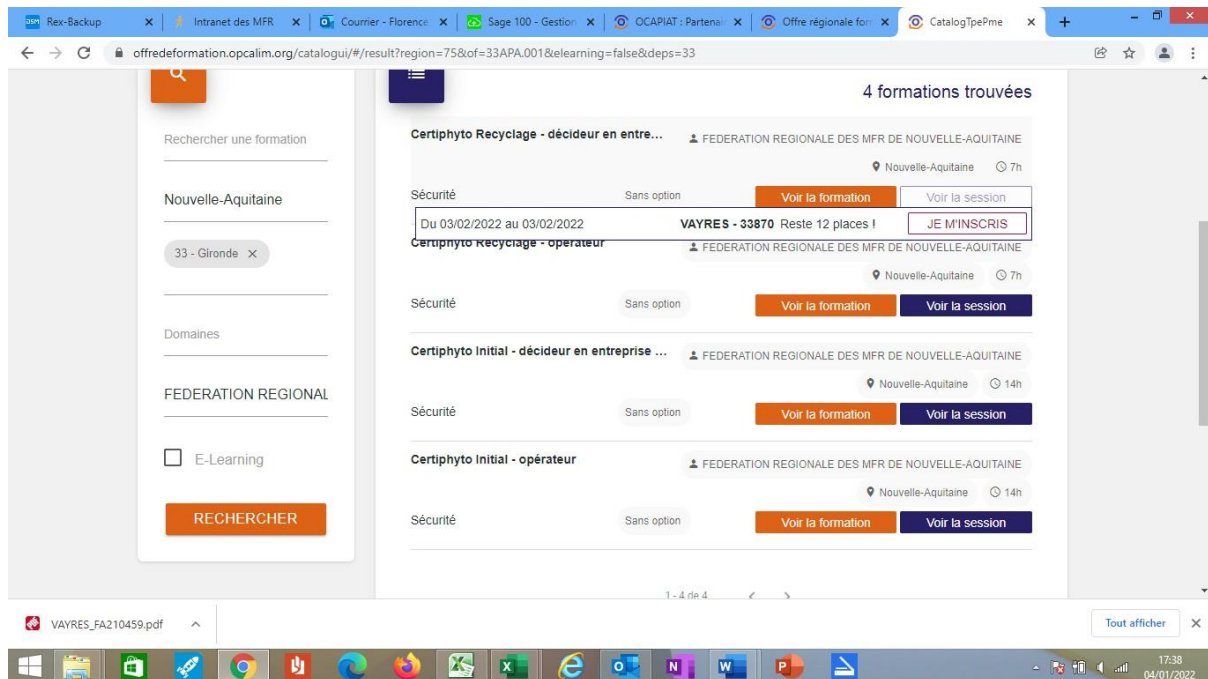 Rex-Backup
Intranet des MFR
Courrier - Florence
Sage 100 - Gestion
OCAPIAT : Partenai
Offre régionale for
CatalogTpePme
offredeformation.opcalim.org/catalogui/#/result?region=75&of=33APA.001&elearning=false&deps=33
4 formations trouvées
Rechercher une formation
Nouvelle-Aquitaine
33 - Gironde ×
Domaines
FEDERATION REGIONAL
E-Learning
RECHERCHER
Certiphyto Recyclage - décideur en entre... FEDERATION REGIONALE DES MFR DE NOUVELLE-AQUITAINE
Nouvelle-Aquitaine 7h
Sécurité Sans option Voir la formation Voir la session
Du 03/02/2022 au 03/02/2022 VAYRES - 33870 Reste 12 places ! JE M'INSCRIS
Certiphyto Recyclage - opérateur FEDERATION REGIONALE DES MFR DE NOUVELLE-AQUITAINE
Nouvelle-Aquitaine 7h
Sécurité Sans option Voir la formation Voir la session
Certiphyto Initial - décideur en entreprise ... FEDERATION REGIONALE DES MFR DE NOUVELLE-AQUITAINE
Nouvelle-Aquitaine 14h
Sécurité Sans option Voir la formation Voir la session
Certiphyto Initial - opérateur FEDERATION REGIONALE DES MFR DE NOUVELLE-AQUITAINE
Nouvelle-Aquitaine 14h
Sécurité Sans option Voir la formation Voir la session
1 - 4 de 4
VAYRES_FA210459.pdf
Tout afficher
17:38
04/01/2022